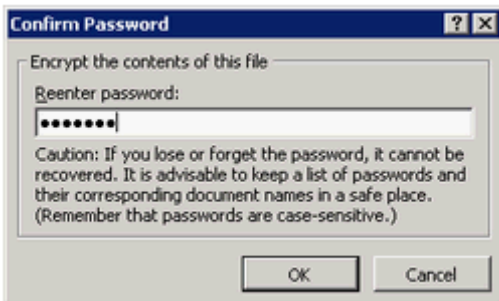 Confirm Password
Encrypt the contents of this file
Reenter password:
•••••••
Caution: If you lose or forget the password, it cannot be
recovered. It is advisable to keep a list of passwords and
their corresponding document names in a safe place.
(Remember that passwords are case-sensitive.)
OK Cancel